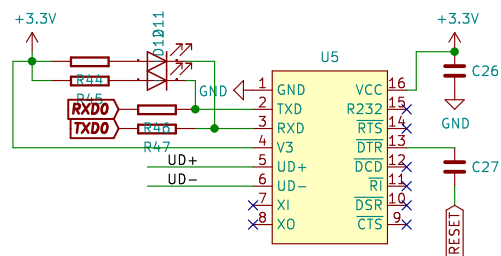 +3.3V
D11
D12
R44
R45
RXD0
TXD0
R46
R47
UD+
UD-
GND
U5
1 GND VCC 16
2 TXD R232 15
3 RXD RTS 14
4 V3 DTR 13
5 UD+ DCD 12
6 UD- RI 11
7 XI DSR 10
8 XO CTS 9
+3.3V
C26
GND
C27
RESET